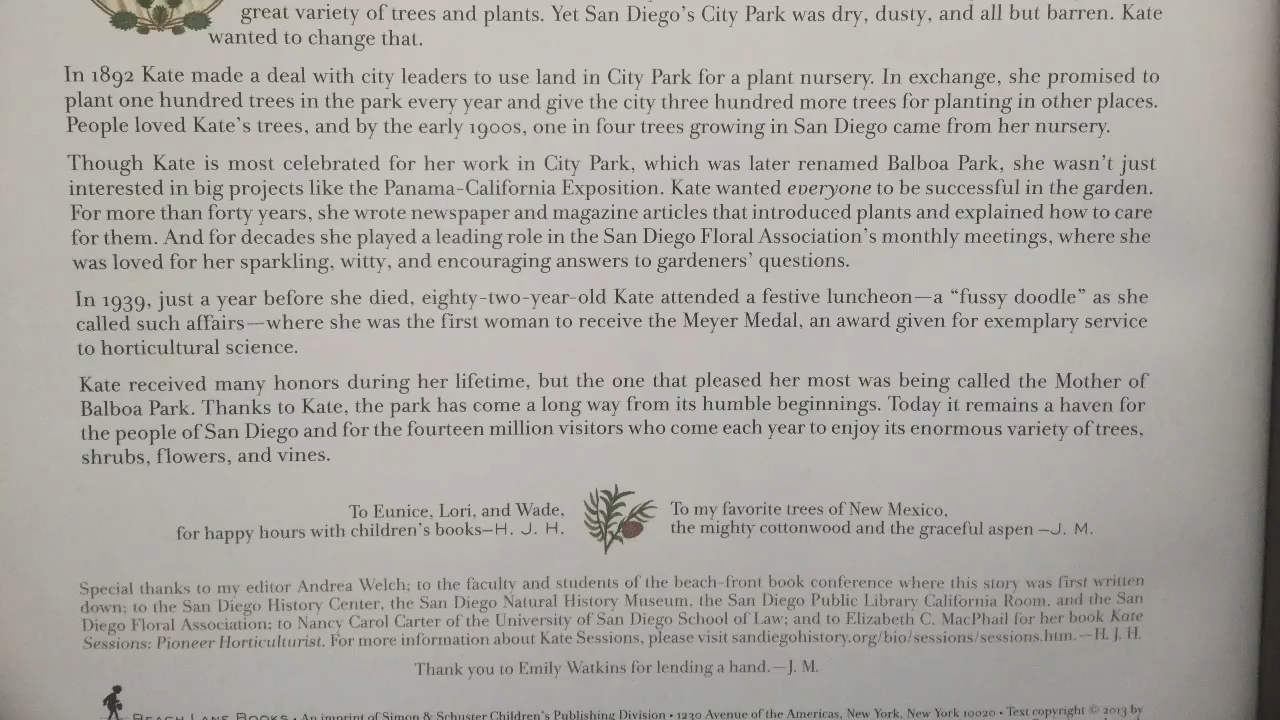 great variety of trees and plants. Yet San Diego's City Park was dry, dusty, and all but barren. Kate
wanted to change that.
In 1892 Kate made a deal with city leaders to use land in City Park for a plant nursery. In exchange, she promised to
plant one hundred trees in the park every year and give the city three hundred more trees for planting in other places.
People loved Kate's trees, and by the early 1900s, one in four trees growing in San Diego came from her nursery.
Though Kate is most celebrated for her work in City Park, which was later renamed Balboa Park, she wasn't just
interested in big projects like the Panama-California Exposition. Kate wanted everyone to be successful in the garden.
For more than forty years, she wrote newspaper and magazine articles that introduced plants and explained how to care
for them. And for decades she played a leading role in the San Diego Floral Association's monthly meetings, where she
was loved for her sparkling, witty, and encouraging answers to gardeners' questions.
In 1939, just a year before she died, eighty-two-year-old Kate attended a festive luncheon—a "fussy doodle" as she
called such affairs—where she was the first woman to receive the Meyer Medal, an award given for exemplary service
to horticultural science.
Kate received many honors during her lifetime, but the one that pleased her most was being called the Mother of
Balboa Park. Thanks to Kate, the park has come a long way from its humble beginnings. Today it remains a haven for
the people of San Diego and for the fourteen million visitors who come each year to enjoy its enormous variety of trees,
shrubs, flowers, and vines.
To Eunice, Lori, and Wade,
for happy hours with children's books—H. J. H.
To my favorite trees of New Mexico,
the mighty cottonwood and the graceful aspen —J. M.
Special thanks to my editor Andrea Welch; to the faculty and students of the beach-front book conference where this story was first written
down; to the San Diego History Center, the San Diego Natural History Museum, the San Diego Public Library California Room, and the San
Diego Floral Association; to Nancy Carol Carter of the University of San Diego School of Law; and to Elizabeth C. MacPhail for her book Kate
Sessions: Pioneer Horticulturist. For more information about Kate Sessions, please visit sandiegohistory.org/bio/sessions/sessions.htm.—H. J. H.
Thank you to Emily Watkins for lending a hand.—J. M.
BEACH LANE BOOKS • An imprint of Simon & Schuster Children's Publishing Division • 1230 Avenue of the Americas, New York, New York 10020 • Text copyright © 2013 by